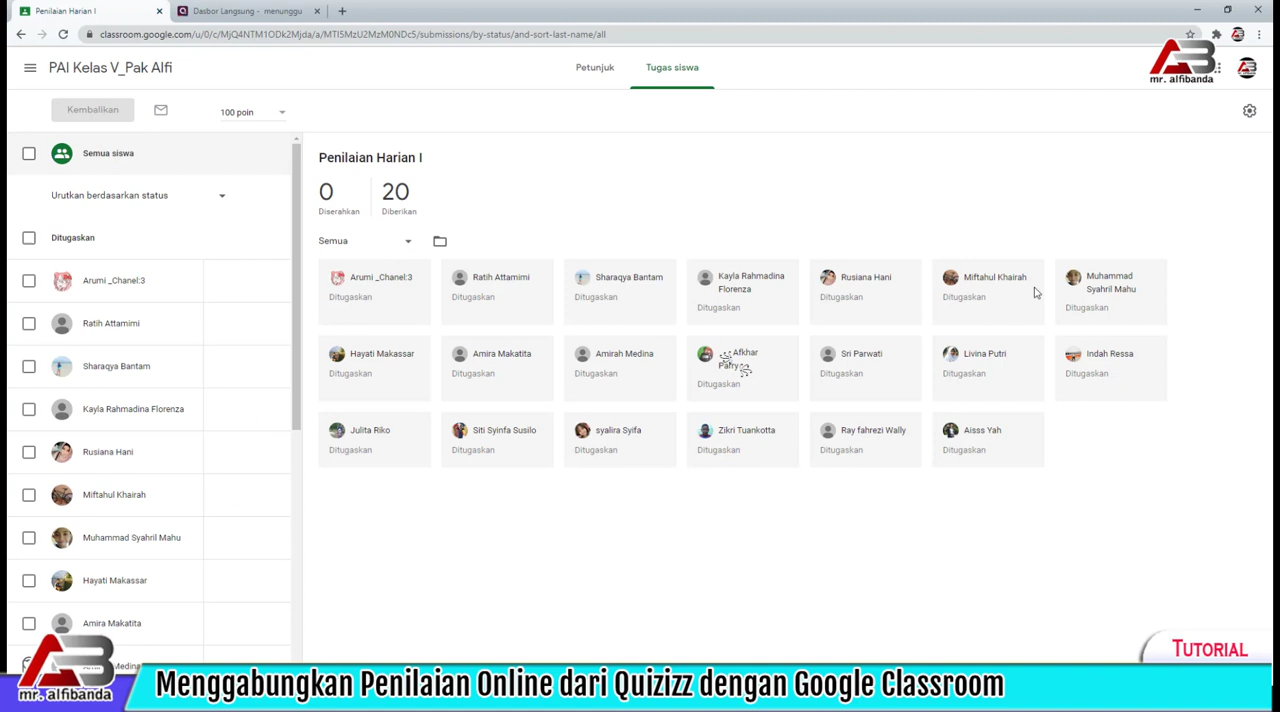 Penilaian Harian I
Dasbor Langsung - menunggu
classroom.google.com/u/0/c/MjQ4NTM1ODk2Mjda/a/MTI5MzU2MzM0NDc5/submissions/by-status/and-sort-last-name/all
PAI Kelas V_Pak Alfi
Petunjuk
Tugas siswa
AB
mr. alfibanda
Kembalikan
100 poin
Semua siswa
Urutkan berdasarkan status
Ditugaskan
Arumi _Chanel:3
Ratih Attamimi
Sharaqya Bantam
Kayla Rahmadina Florenza
Rusiana Hani
Miftahul Khairah
Muhammad Syahril Mahu
Hayati Makassar
Amira Makatita
Medina
Penilaian Harian I
0
Diserahkan
20
Diberikan
Semua
Arumi _Chanel:3
Ditugaskan
Ratih Attamimi
Ditugaskan
Sharaqya Bantam
Ditugaskan
Kayla Rahmadina
Florenza
Ditugaskan
Rusiana Hani
Ditugaskan
Miftahul Khairah
Ditugaskan
Muhammad
Syahril Mahu
Ditugaskan
Hayati Makassar
Ditugaskan
Amira Makatita
Ditugaskan
Amirah Medina
Ditugaskan
Afkhar
Pafry
Ditugaskan
Sri Parwati
Ditugaskan
Livina Putri
Ditugaskan
Indah Ressa
Ditugaskan
Julita Riko
Ditugaskan
Siti Syinfa Susilo
Ditugaskan
syalira Syifa
Ditugaskan
Zikri Tuankotta
Ditugaskan
Ray fahrezi Wally
Ditugaskan
Aisss Yah
Ditugaskan
TUTORIAL
AB
mr. alfibanda
Menggabungkan Penilaian Online dari Quizizz dengan Google Classroom